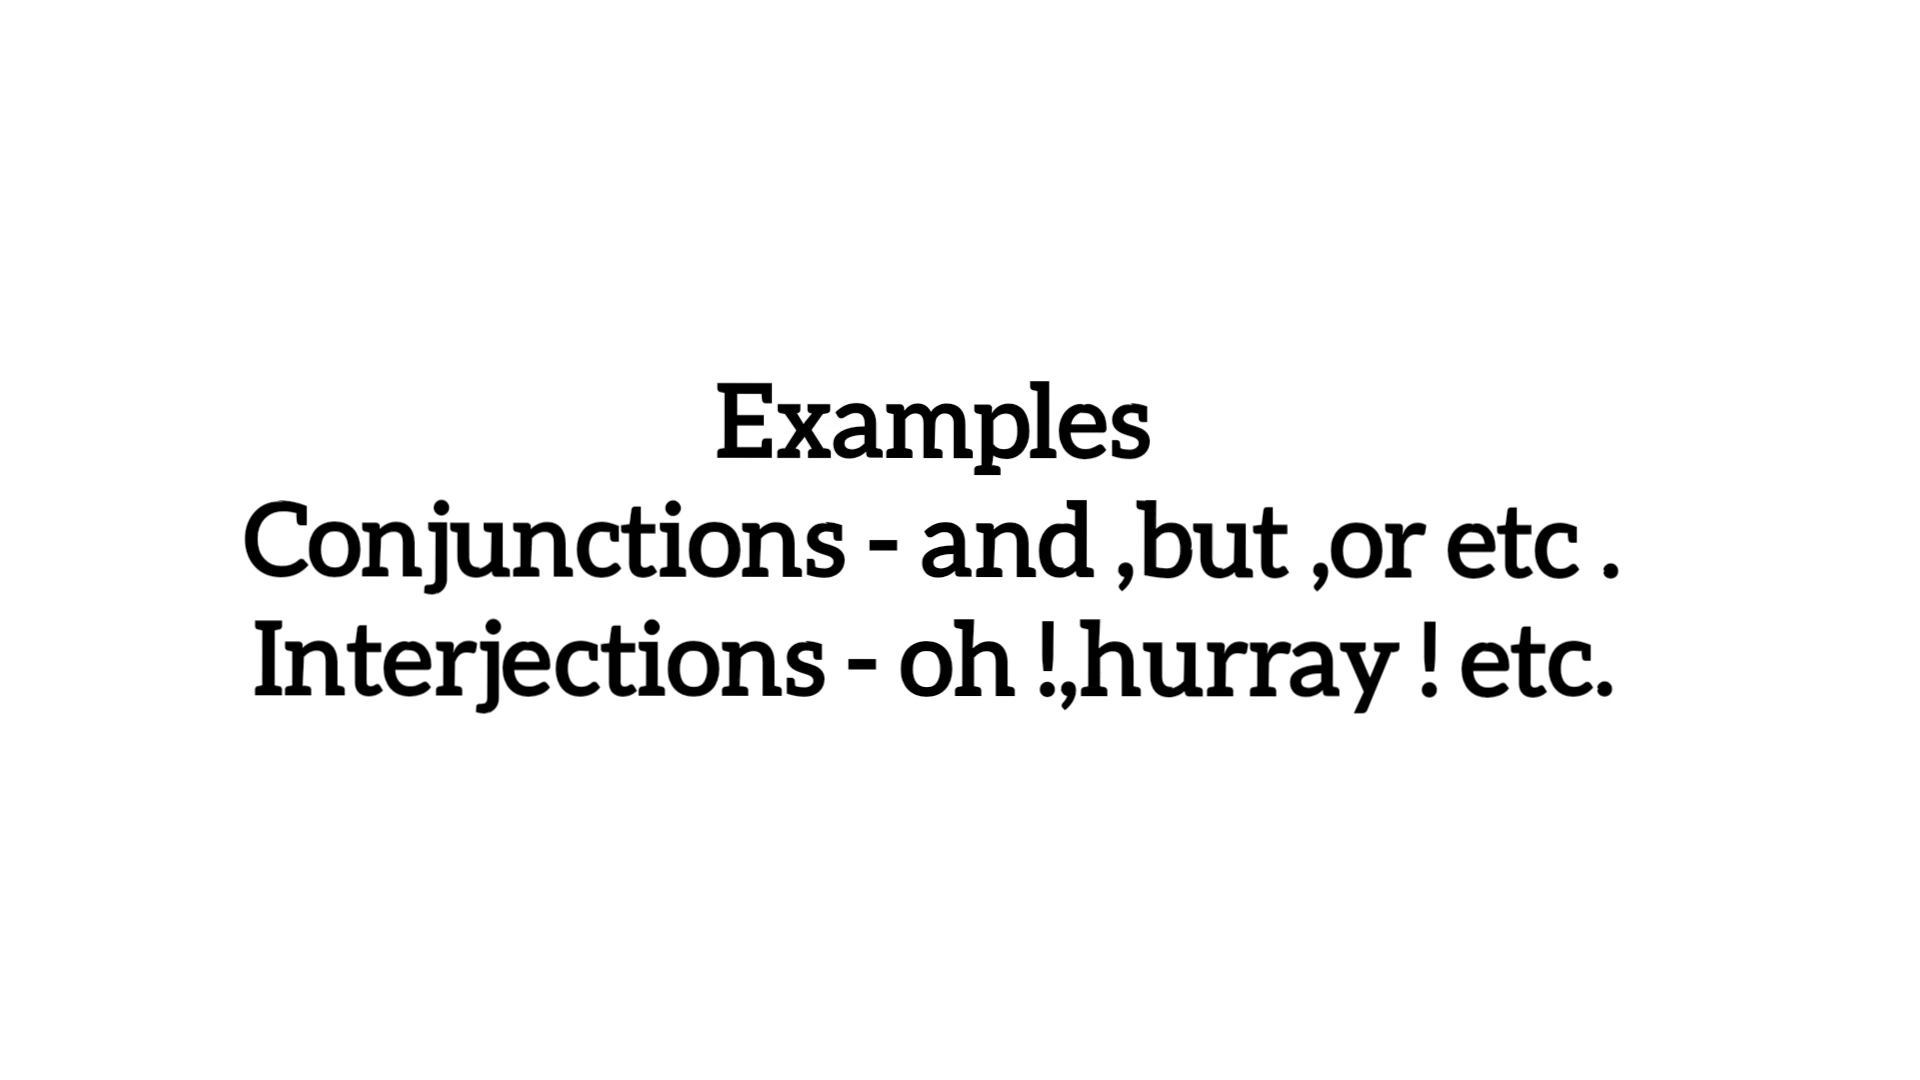 Examples
Conjunctions - and ,but ,or etc .
Interjections - oh !,hurray ! etc.